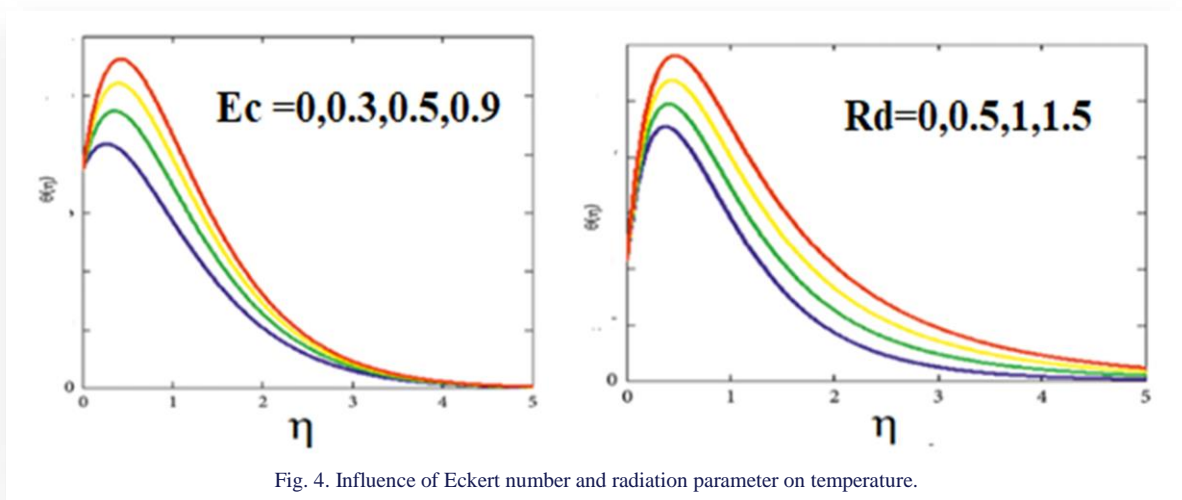 Ec =0,0.3,0.5,0.9
θ(η)
0
0 1 2 3 4 5
η
Rd=0,0.5,1,1.5
θ(η)
0
0 1 2 3 4 5
η
Fig. 4. Influence of Eckert number and radiation parameter on temperature.